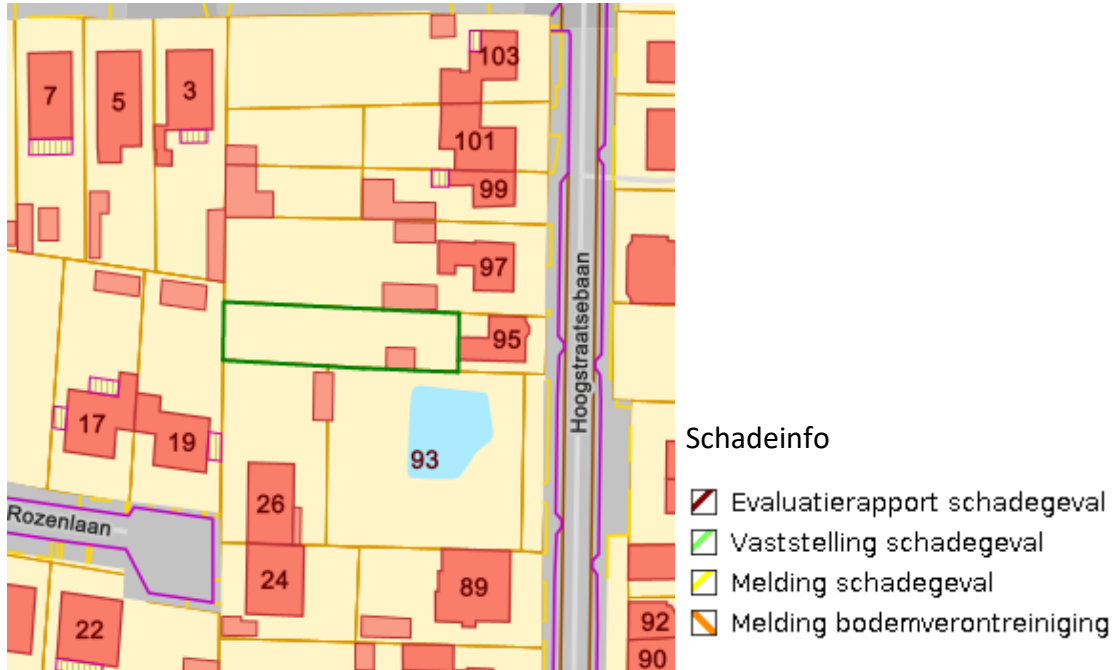 103
7
5
3
101
99
97
95
Hoogstraatsebaan
17
19
93
26
Rozenlaan
24
89
22
92
90
Schadeinfo
Evaluatierapport schadegeval
Vaststelling schadegeval
Melding schadegeval
Melding bodemverontreiniging